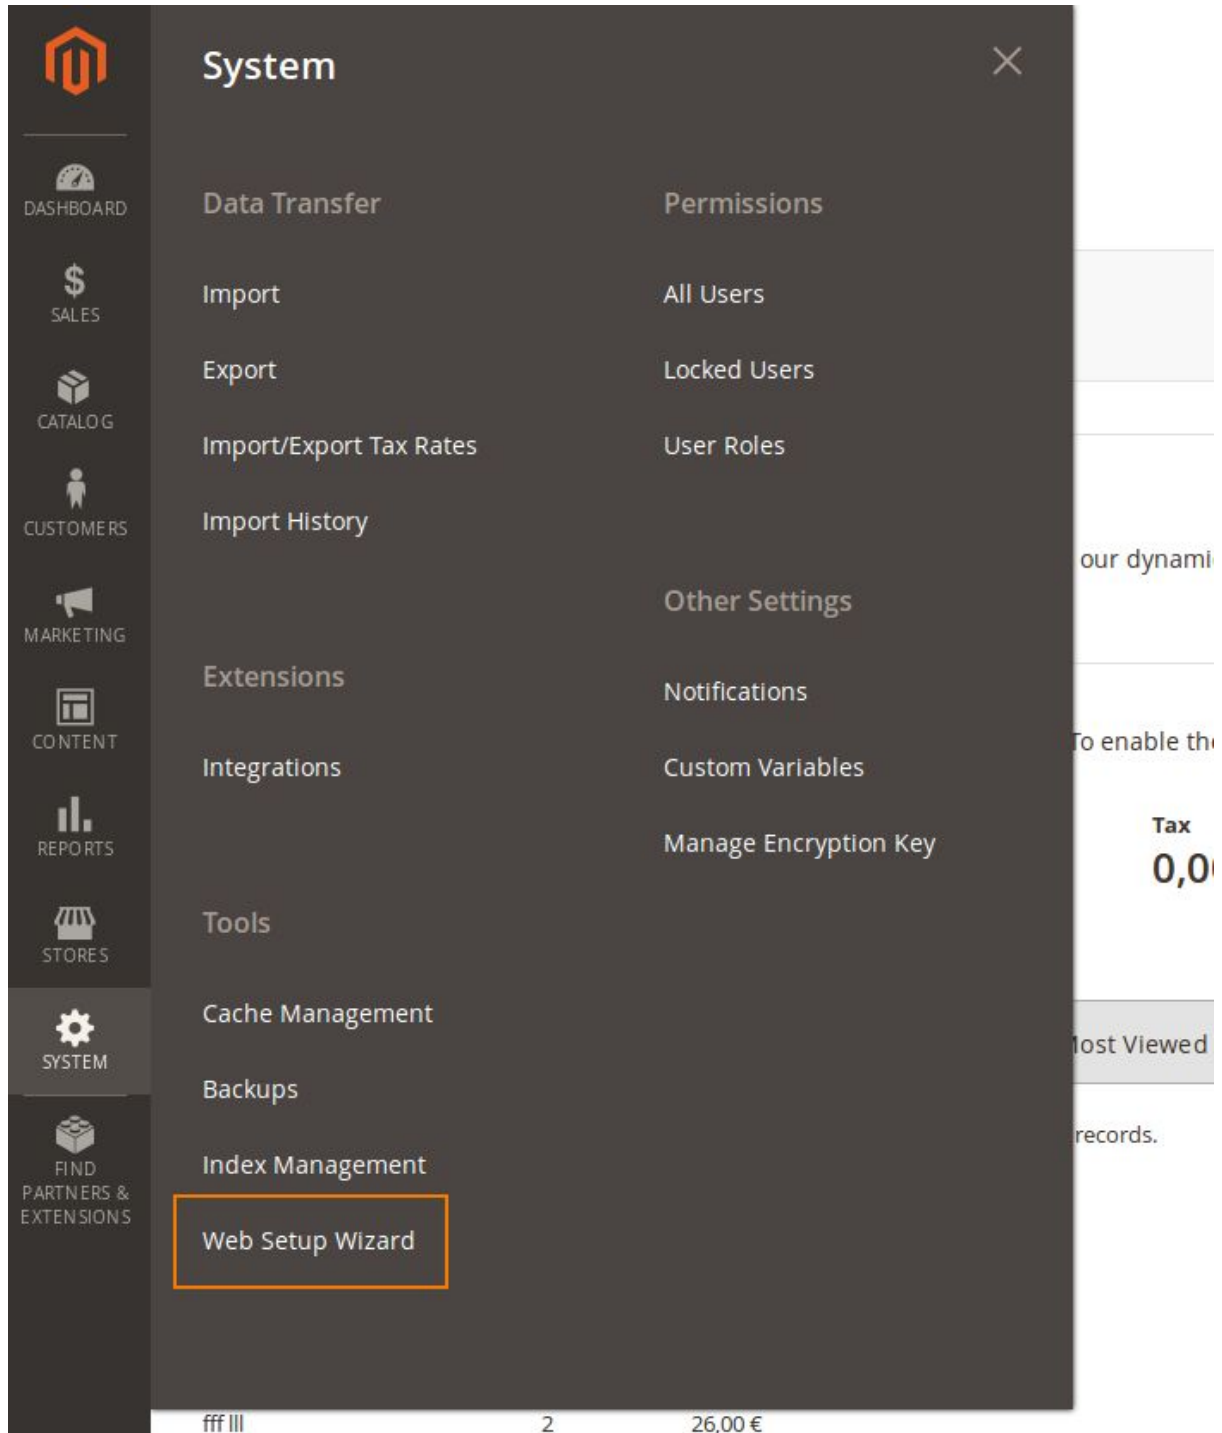 DASHBOARD
SALES
CATALOG
CUSTOMERS
MARKETING
CONTENT
REPORTS
STORES
SYSTEM
FIND
PARTNERS &
EXTENSIONS
System
Data Transfer
Import
Export
Import/Export Tax Rates
Import History
Extensions
Integrations
Tools
Cache Management
Backups
Index Management
Web Setup Wizard
Permissions
All Users
Locked Users
User Roles
Other Settings
Notifications
Custom Variables
Manage Encryption Key
our dynami
To enable the
Tax
0,0
Most Viewed
records.
fff lll 2 26,00 €